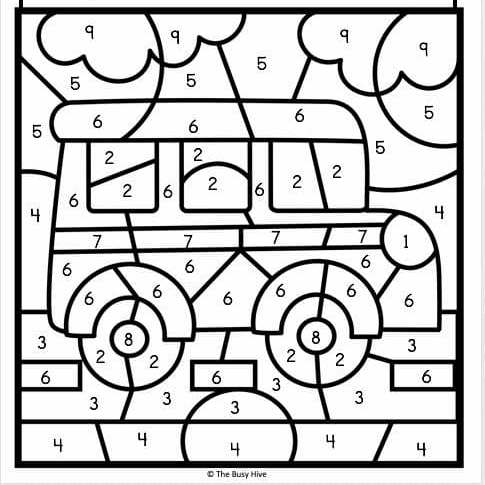 9 9 9 9
5 5 5 5
5 6 6 6 5
2 2 2 2
6 2 6 2 6
4 4
7 7 7 7 1
6 6 6
6 6 6 6 6 6
3 8 8 3
2 2 2 2
6 6 3 6
3 3 3 3
4 4 4 4 4
© The Busy Hive